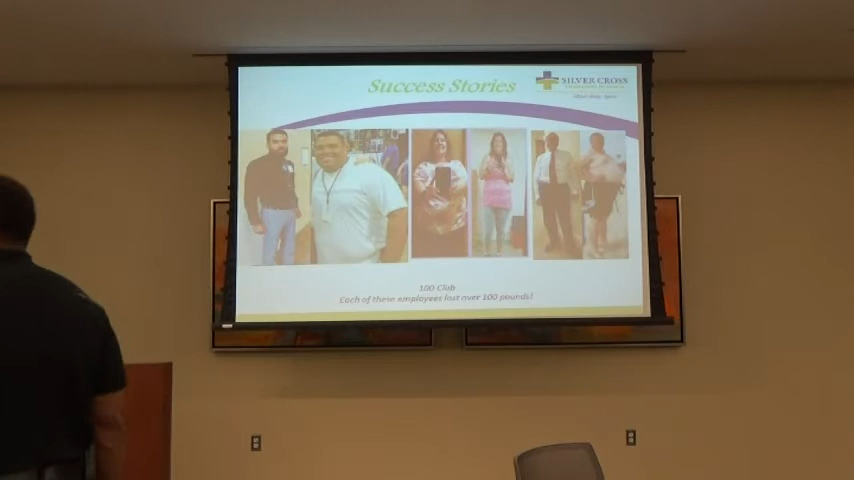 Success Stories
SILVER CROSS
100 Club
Each of these employees lost over 100 pounds!